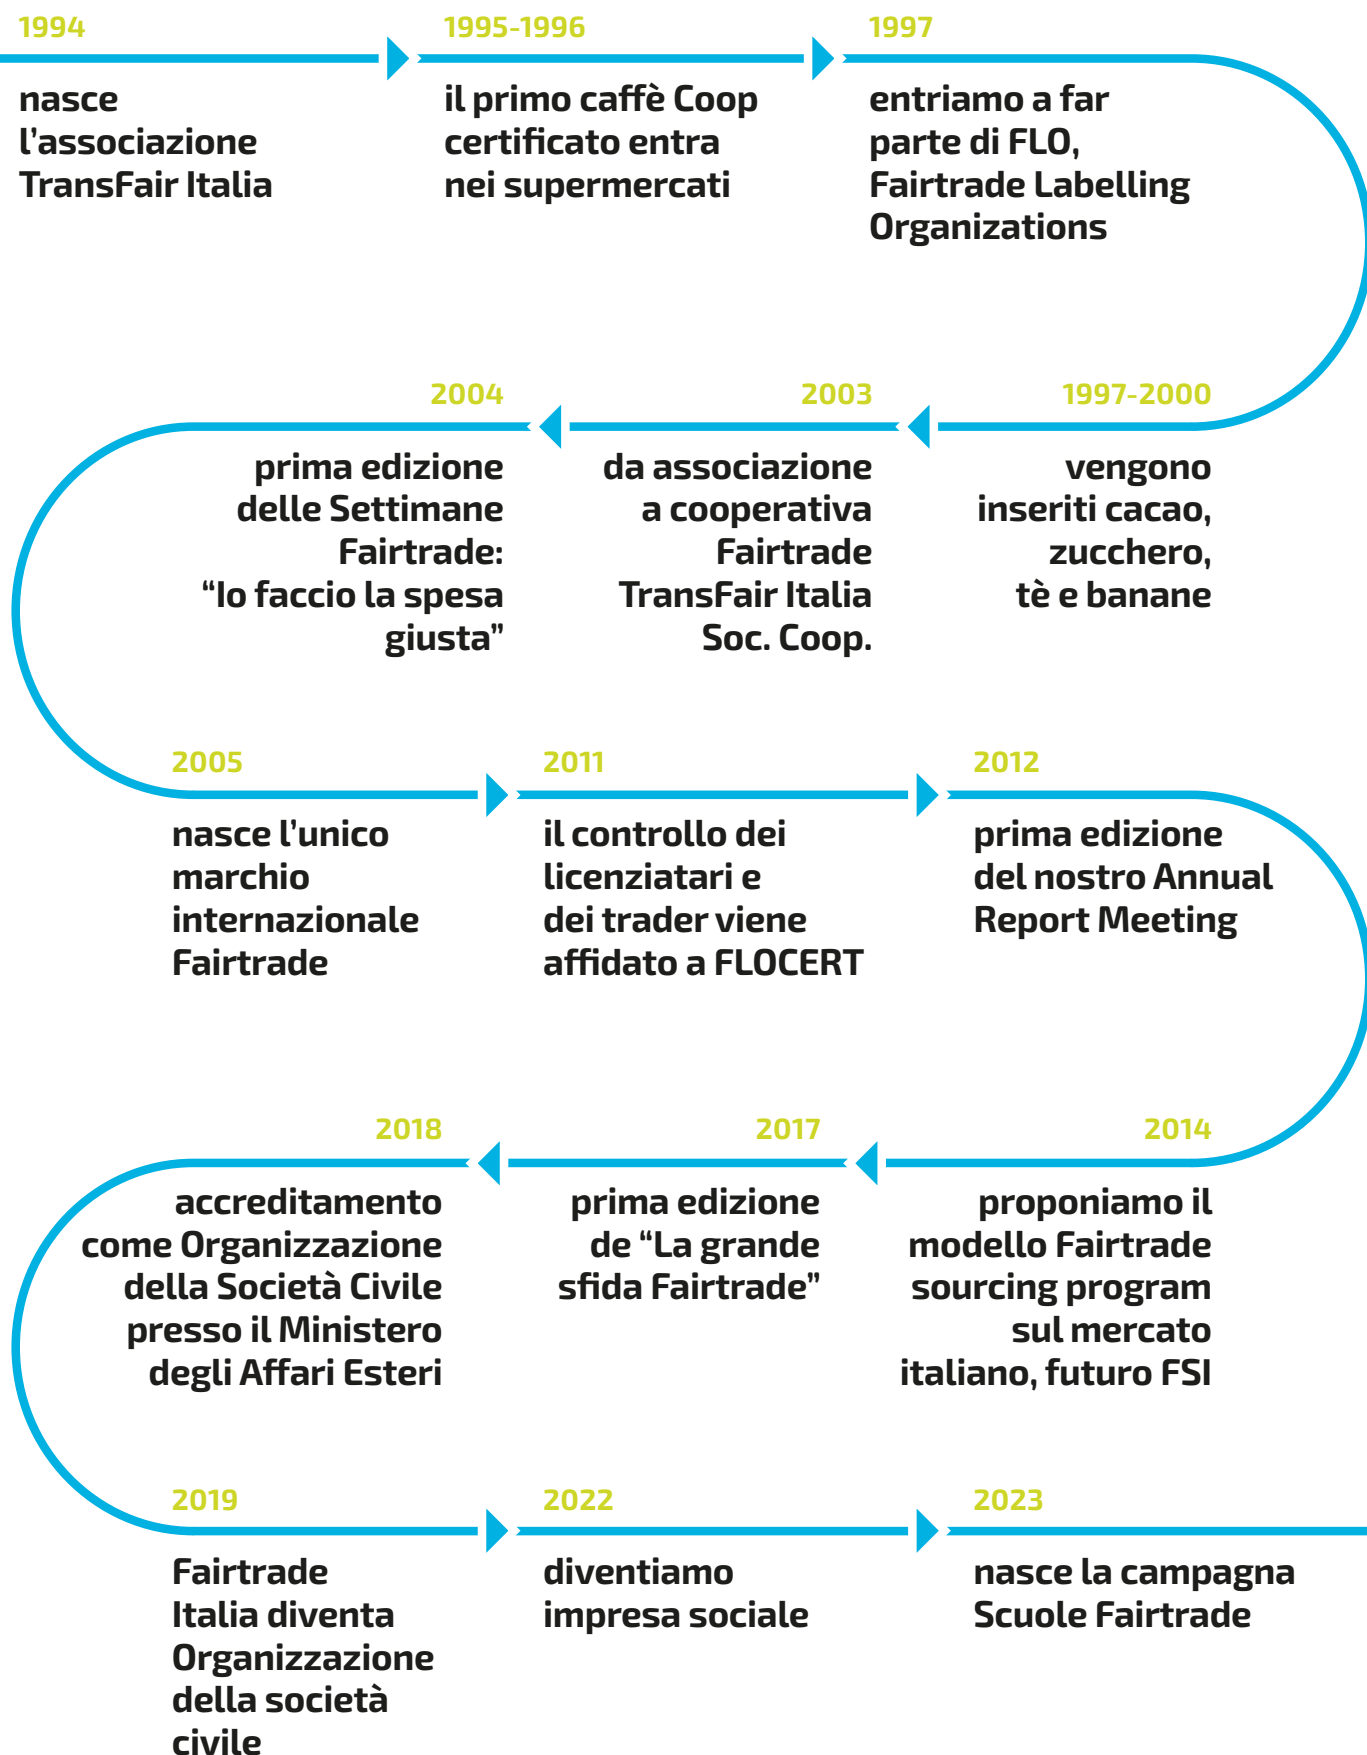 1994
nasce
l’associazione
TransFair Italia
1995-1996
il primo caffè Coop
certificato entra
nei supermercati
1997
entriamo a far
parte di FLO,
Fairtrade Labelling
Organizations
1997-2000
vengono
inseriti cacao,
zucchero,
tè e banane
2003
da associazione
a cooperativa
Fairtrade
TransFair Italia
Soc. Coop.
2004
prima edizione
delle Settimane
Fairtrade:
“Io faccio la spesa
giusta”
2005
nasce l’unico
marchio
internazionale
Fairtrade
2011
il controllo dei
licenziatari e
dei trader viene
affidato a FLOCERT
2012
prima edizione
del nostro Annual
Report Meeting
2014
proponiamo il
modello Fairtrade
sourcing program
sul mercato
italiano, futuro FSI
2017
prima edizione
de “La grande
sfida Fairtrade”
2018
accreditamento
come Organizzazione
della Società Civile
presso il Ministero
degli Affari Esteri
2019
Fairtrade
Italia diventa
Organizzazione
della società
civile
2022
diventiamo
impresa sociale
2023
nasce la campagna
Scuole Fairtrade